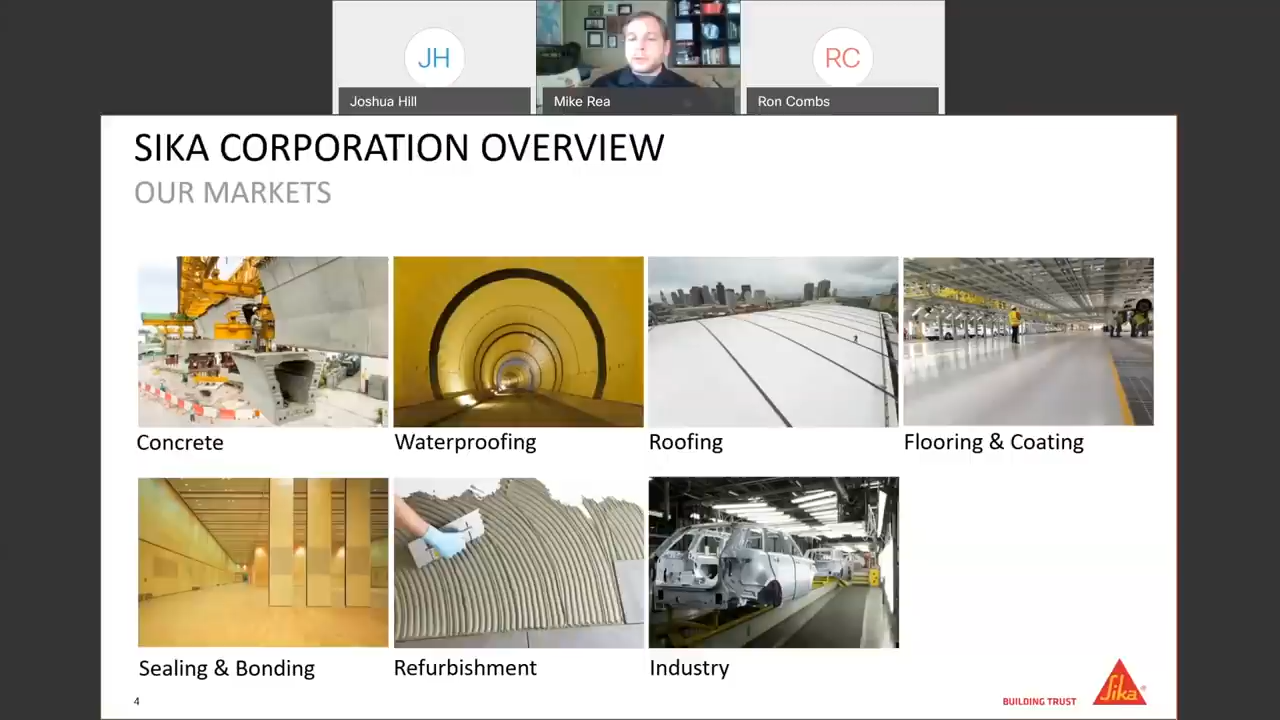 JH
RC
Joshua Hill
Mike Rea
Ron Combs
SIKA CORPORATION OVERVIEW
OUR MARKETS
Concrete
Waterproofing
Roofing
Flooring & Coating
Sealing & Bonding
Refurbishment
Industry
4
BUILDING TRUST
Sika